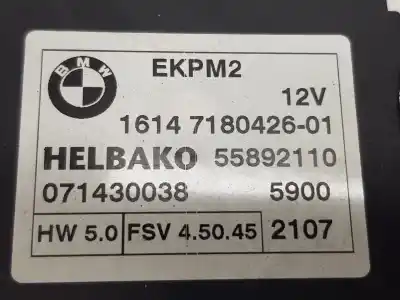 BMW
EKPM2
12V
1614 7180426-01
HELBAKO 55892110
071430038 5900
HW 5.0 FSV 4.50.45 2107